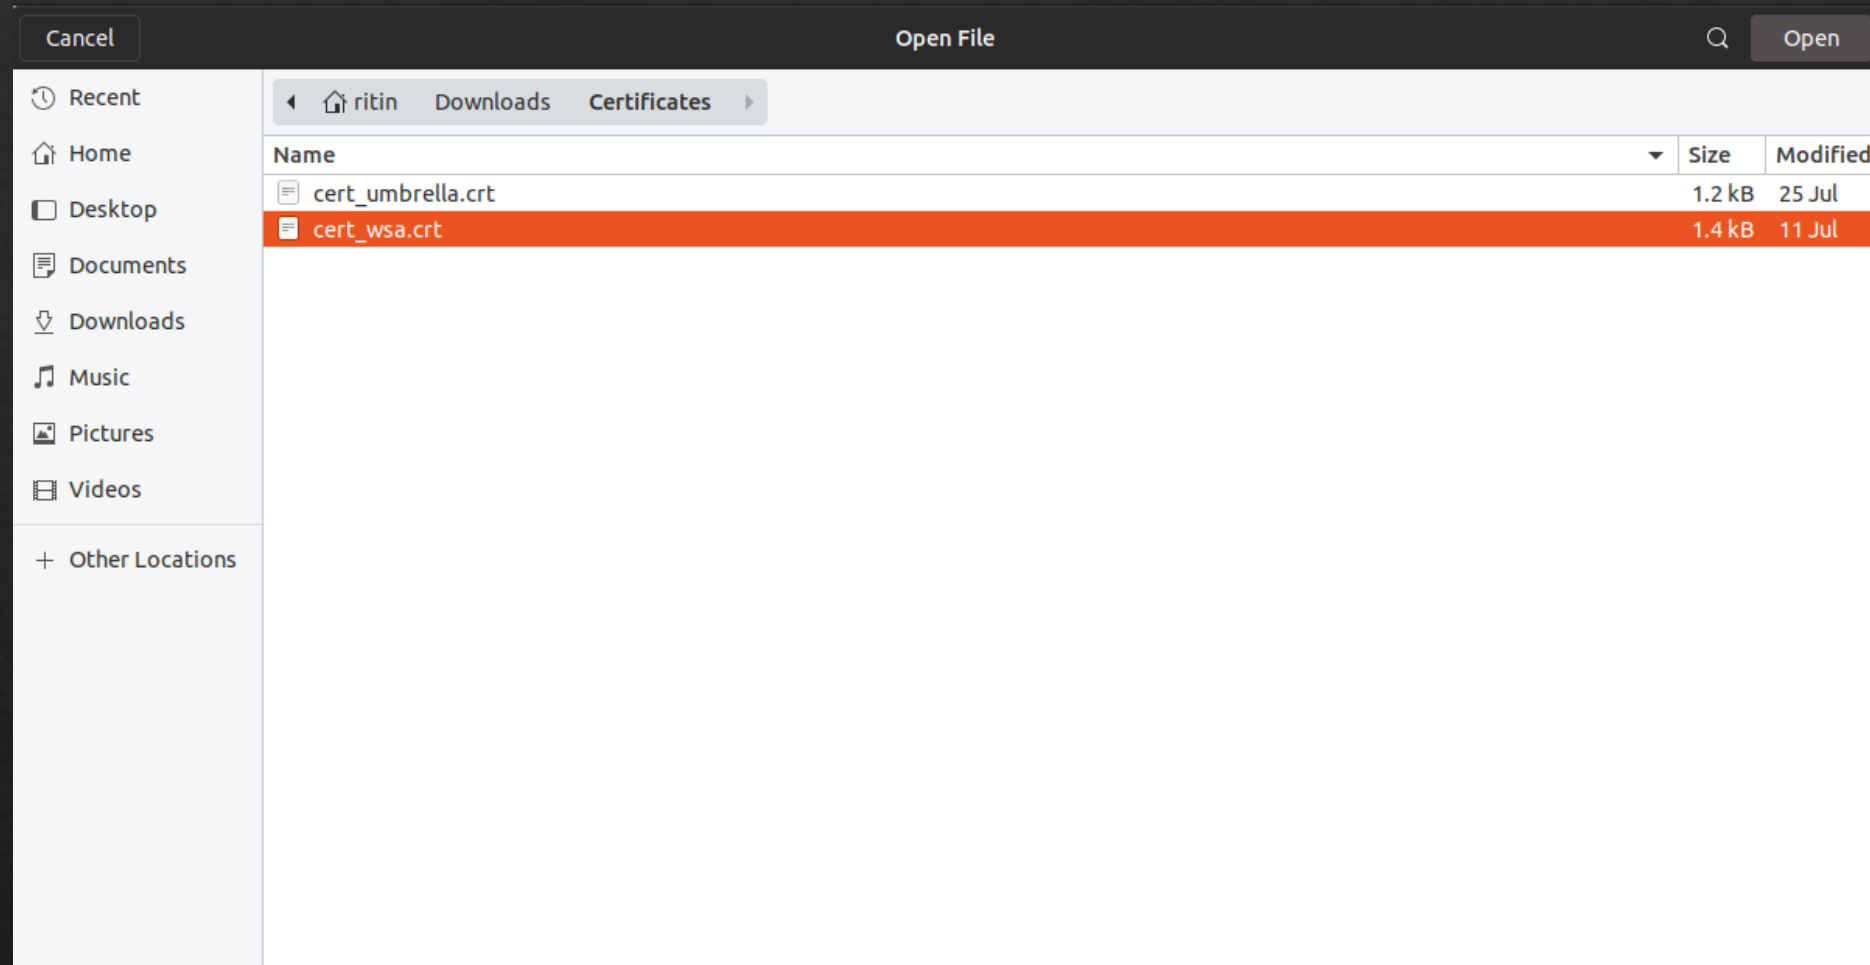 Cancel Open File Open
Recent
Home
Desktop
Documents
Downloads
Music
Pictures
Videos
Other Locations
ritin Downloads Certificates
Name Size Modified
cert_umbrella.crt 1.2 kB 25 Jul
cert_wsa.crt 1.4 kB 11 Jul